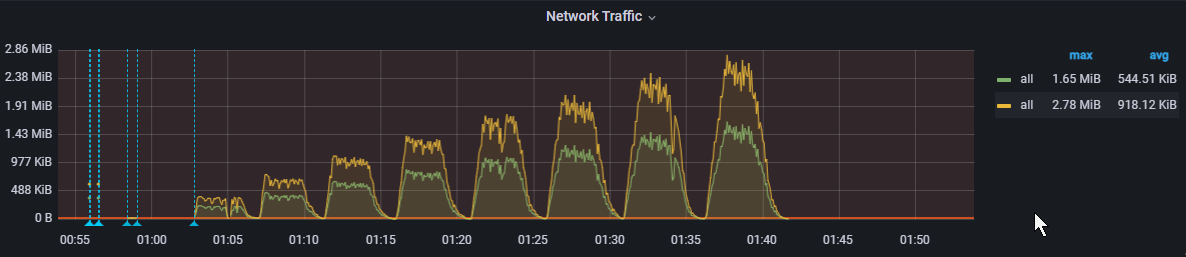 Network Traffic
2.86 MiB
2.38 MiB
1.91 MiB
1.43 MiB
977 KiB
488 KiB
0 B
00:55 01:00 01:05 01:10 01:15 01:20 01:25 01:30 01:35 01:40 01:45 01:50
max avg
all 1.65 MiB 544.51 KiB
all 2.78 MiB 918.12 KiB